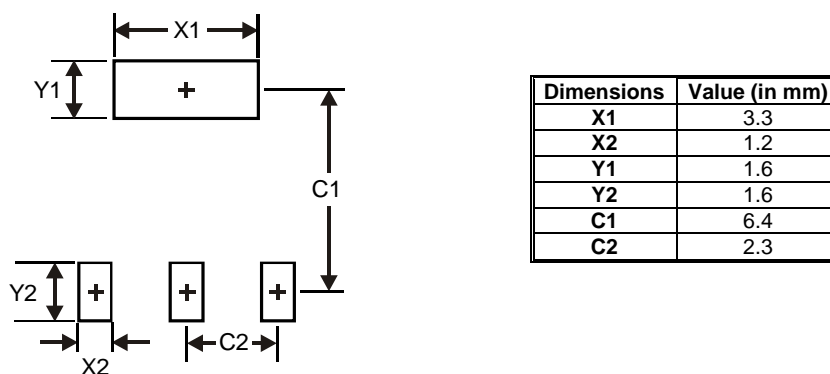 X1
Y1
C1
Y2
C2
X2
Dimensions Value (in mm)
X1 3.3
X2 1.2
Y1 1.6
Y2 1.6
C1 6.4
C2 2.3